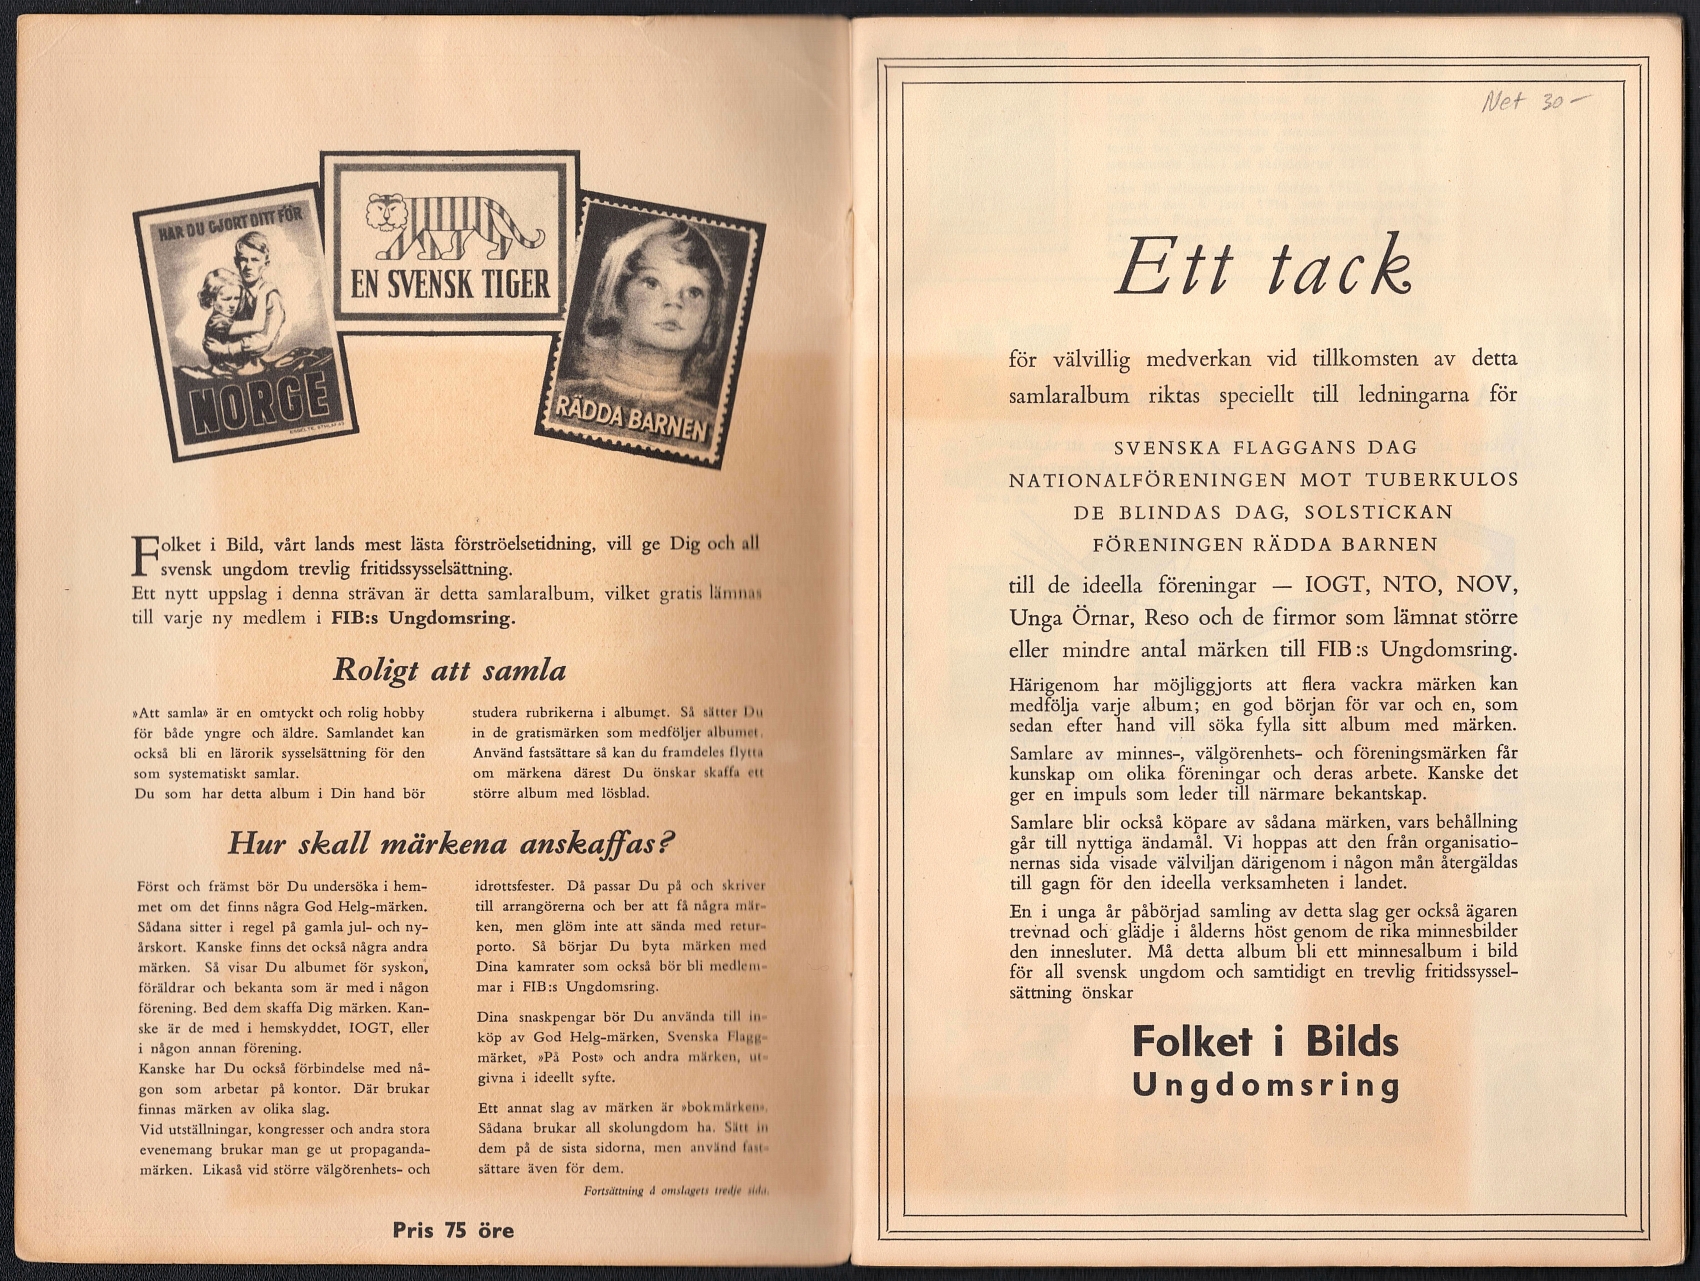 HAR DU GJORT DITT FÖR
NORGE
EN SVENSK TIGER
RÄDDA BARNEN
Folket i Bild, vårt lands mest lästa förströelsetidning, vill ge Dig och all
svensk ungdom trevlig fritidssysselsättning.
Ett nytt uppslag i denna strävan är detta samlaralbum, vilket gratis lämnas
till varje ny medlem i FIB:s Ungdomsring.
Roligt att samla
»Att samla» är en omtyckt och rolig hobby
för både yngre och äldre. Samlandet kan
också bli en lärorik sysselsättning för den
som systematiskt samlar.
Du som har detta album i Din hand bör
studera rubrikerna i albumet. Så sätter Du
in de gratismärken som medföljer albumet.
Använd fastsättare så kan du framdeles flytta
om märkena därest Du önskar skaffa ett
större album med lösblad.
Hur skall märkena anskaffas?
Först och främst bör Du undersöka i hem-
met om det finns några God Helg-märken.
Sådana sitter i regel på gamla jul- och ny-
årskort. Kanske finns det också några andra
märken. Så visar Du albumet för syskon,
föräldrar och bekanta som är med i någon
förening. Bed dem skaffa Dig märken. Kan-
ske är de med i hemskyddet, IOGT, eller
i någon annan förening.
Kanske har Du också förbindelse med nå-
gon som arbetar på kontor. Där brukar
finnas märken av olika slag.
Vid utställningar, kongresser och andra stora
evenemang brukar man ge ut propaganda-
märken. Likaså vid större välgörenhets- och
idrottsfester. Då passar Du på och skriver
till arrangörerna och ber att få några mär-
ken, men glöm inte att sända med retur-
porto. Så börjar Du byta märken med
Dina kamrater som också bör bli medlem-
mar i FIB:s Ungdomsring.
Dina snaskpengar bör Du använda till in-
köp av God Helg-märken, Svenska Flagg-
märket, »På Post» och andra märken, ut-
givna i ideellt syfte.
Ett annat slag av märken är »bokmärken».
Sådana brukar all skolungdom ha. Sätt in
dem på de sista sidorna, men använd fast-
sättare även för dem.
Fortsättning å omslagets tredje sida.
Pris 75 öre
Net 30-
Ett tack
för välvillig medverkan vid tillkomsten av detta
samlaralbum riktas speciellt till ledningarna för
SVENSKA FLAGGANS DAG
NATIONALFÖRENINGEN MOT TUBERKULOS
DE BLINDAS DAG, SOLSTICKAN
FÖRENINGEN RÄDDA BARNEN
till de ideella föreningar — IOGT, NTO, NOV,
Unga Örnar, Reso och de firmor som lämnat större
eller mindre antal märken till FIB:s Ungdomsring.
Härigenom har möjliggjorts att flera vackra märken kan
medfölja varje album; en god början för var och en, som
sedan efter hand vill söka fylla sitt album med märken.
Samlare av minnes-, välgörenhets- och föreningsmärken får
kunskap om olika föreningar och deras arbete. Kanske det
ger en impuls som leder till närmare bekantskap.
Samlare blir också köpare av sådana märken, vars behållning
går till nyttiga ändamål. Vi hoppas att den från organisatio-
nernas sida visade välviljan därigenom i någon mån återgäldas
till gagn för den ideella verksamheten i landet.
En i unga år påbörjad samling av detta slag ger också ägaren
trevnad och glädje i ålderns höst genom de rika minnesbilder
den innesluter. Må detta album bli ett minnesalbum i bild
för all svensk ungdom och samtidigt en trevlig fritidssyssel-
sättning önskar
Folket i Bilds
Ungdomsring